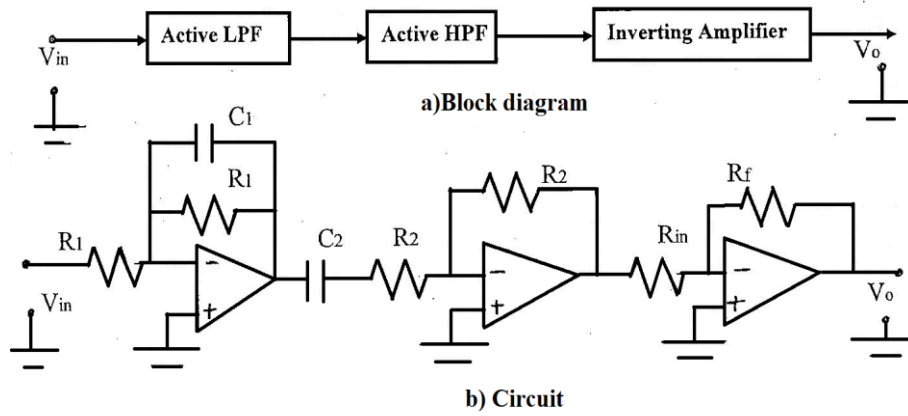 Active LPF
Active HPF
Inverting Amplifier
Vin
Vo
a)Block diagram
C1
R1
R2
Rf
R1
C2
R2
Rin
−
+
−
+
−
+
Vin
Vo
b) Circuit